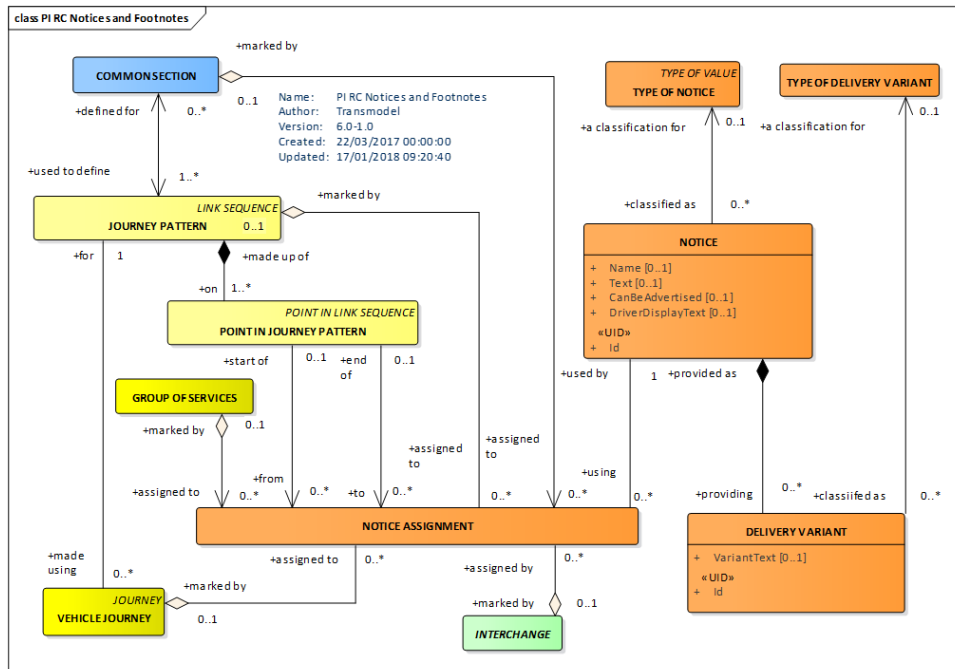 class PI RC Notices and Footnotes
+marked by
COMMON SECTION
0..1
+defined for
0..*
Name: PI RC Notices and Footnotes
Author: Transmodel
Version: 6.0-1.0
Created: 22/03/2017 00:00:00
Updated: 17/01/2018 09:20:40
TYPE OF VALUE
TYPE OF NOTICE
TYPE OF DELIVERY VARIANT
+a classification for
0..1
+a classification for
0..1
+used to define
1..*
+marked by
LINK SEQUENCE
JOURNEY PATTERN
0..1
+classified as
0..*
+for
1
+made up of
+on
1..*
NOTICE
+ Name [0..1]
+ Text [0..1]
+ CanBeAdvertised [0..1]
+ DriverDisplayText [0..1]
«UID»
+ Id
POINT IN LINK SEQUENCE
POINT IN JOURNEY PATTERN
+start of
0..1
+end
of
0..1
+used by
1
+provided as
GROUP OF SERVICES
+marked by
0..1
+assigned
to
+assigned
to
+assigned to
0..*
+from
0..*
+to
0..*
0..*
0..*
+using
0..*
+providing
0..*
+classiifed as
0..*
NOTICE ASSIGNMENT
DELIVERY VARIANT
+ VariantText [0..1]
«UID»
+ Id
+made
using
0..*
+assigned to
0..*
+assigned by
0..*
+marked by
0..1
+marked by
0..1
JOURNEY
VEHICLE JOURNEY
INTERCHANGE